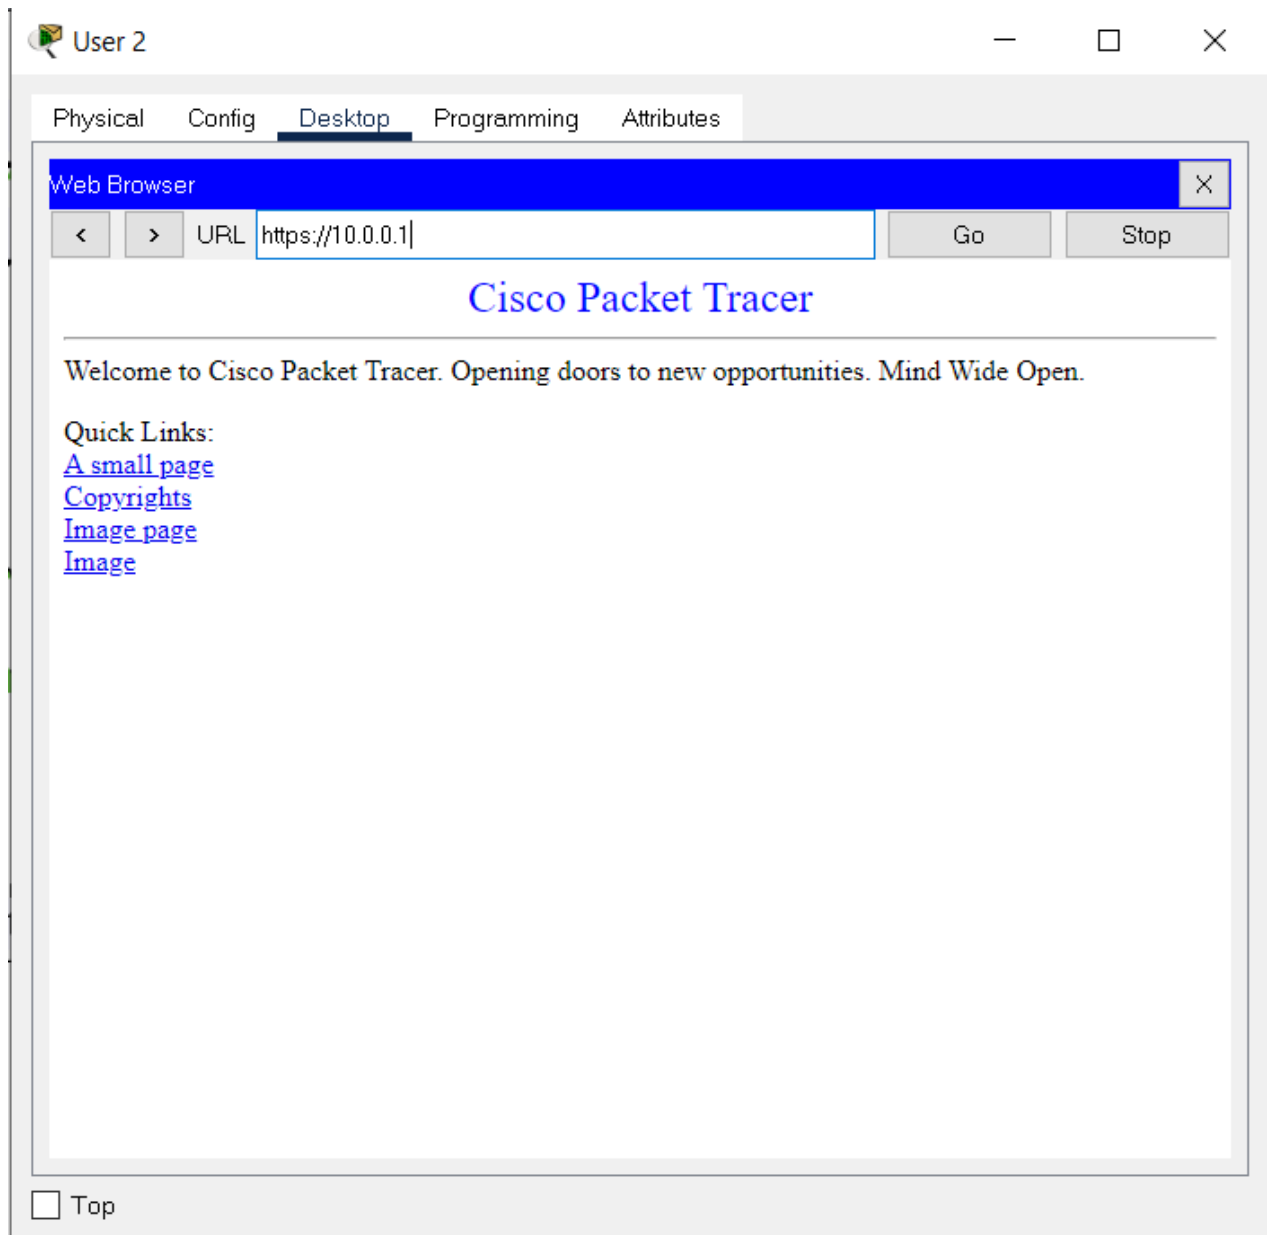 User 2
Physical Config Desktop Programming Attributes
Web Browser
X
< > URL https://10.0.0.1 Go Stop
Cisco Packet Tracer
Welcome to Cisco Packet Tracer. Opening doors to new opportunities. Mind Wide Open.
Quick Links:
A small page
Copyrights
Image page
Image
Top